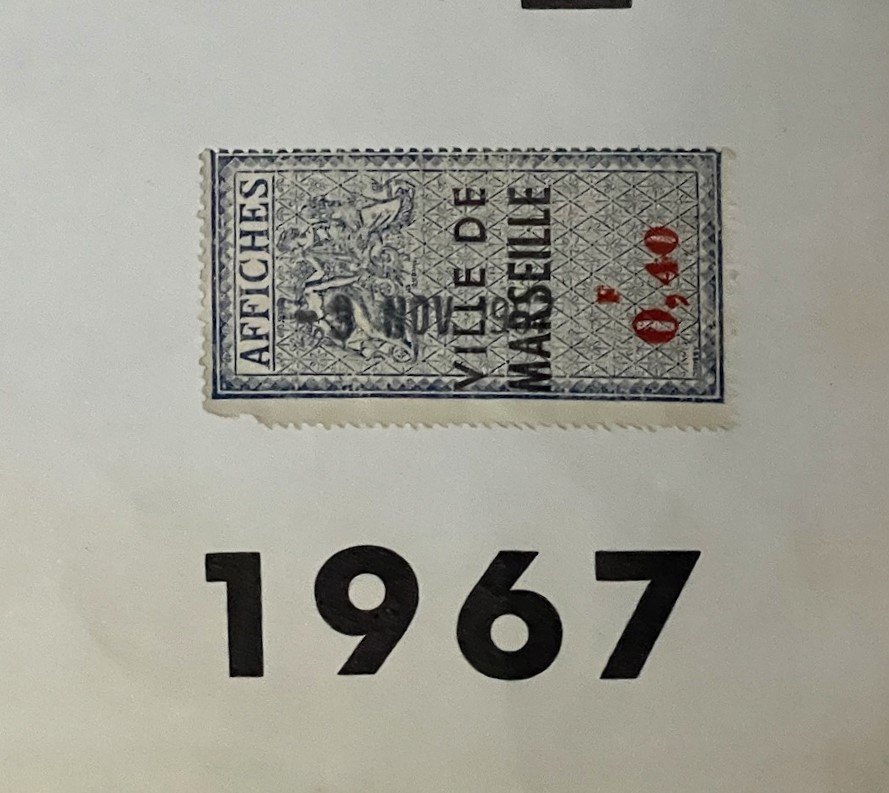 AFFICHES
VILLE DE
MARSEILLE
F
0,40
NOV
1967